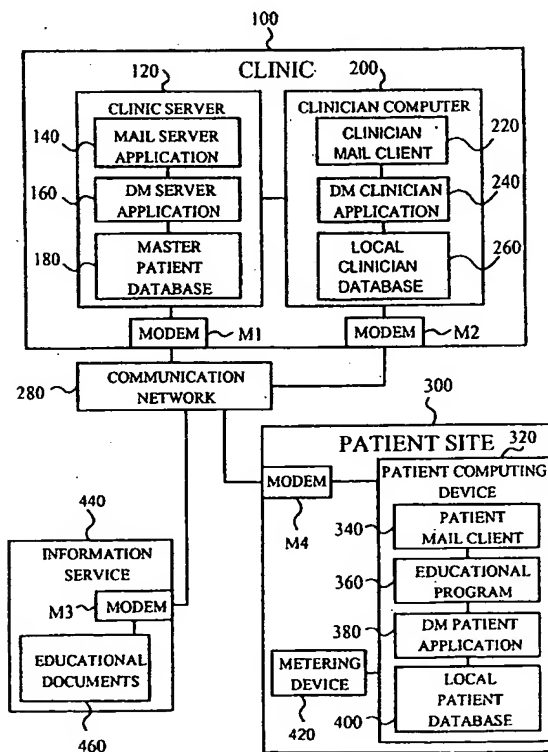 100
CLINIC
120
200
CLINIC SERVER
140
MAIL SERVER
APPLICATION
160
DM SERVER
APPLICATION
180
MASTER
PATIENT
DATABASE
CLINICIAN COMPUTER
CLINICIAN
MAIL CLIENT
220
DM CLINICIAN
APPLICATION
240
LOCAL
CLINICIAN
DATABASE
260
MODEM
M1
MODEM
M2
280
COMMUNICATION
NETWORK
300
PATIENT SITE
320
MODEM
M4
PATIENT COMPUTING
DEVICE
340
PATIENT
MAIL CLIENT
360
EDUCATIONAL
PROGRAM
380
DM PATIENT
APPLICATION
400
LOCAL
PATIENT
DATABASE
METERING
DEVICE
420
440
INFORMATION
SERVICE
M3
MODEM
EDUCATIONAL
DOCUMENTS
460